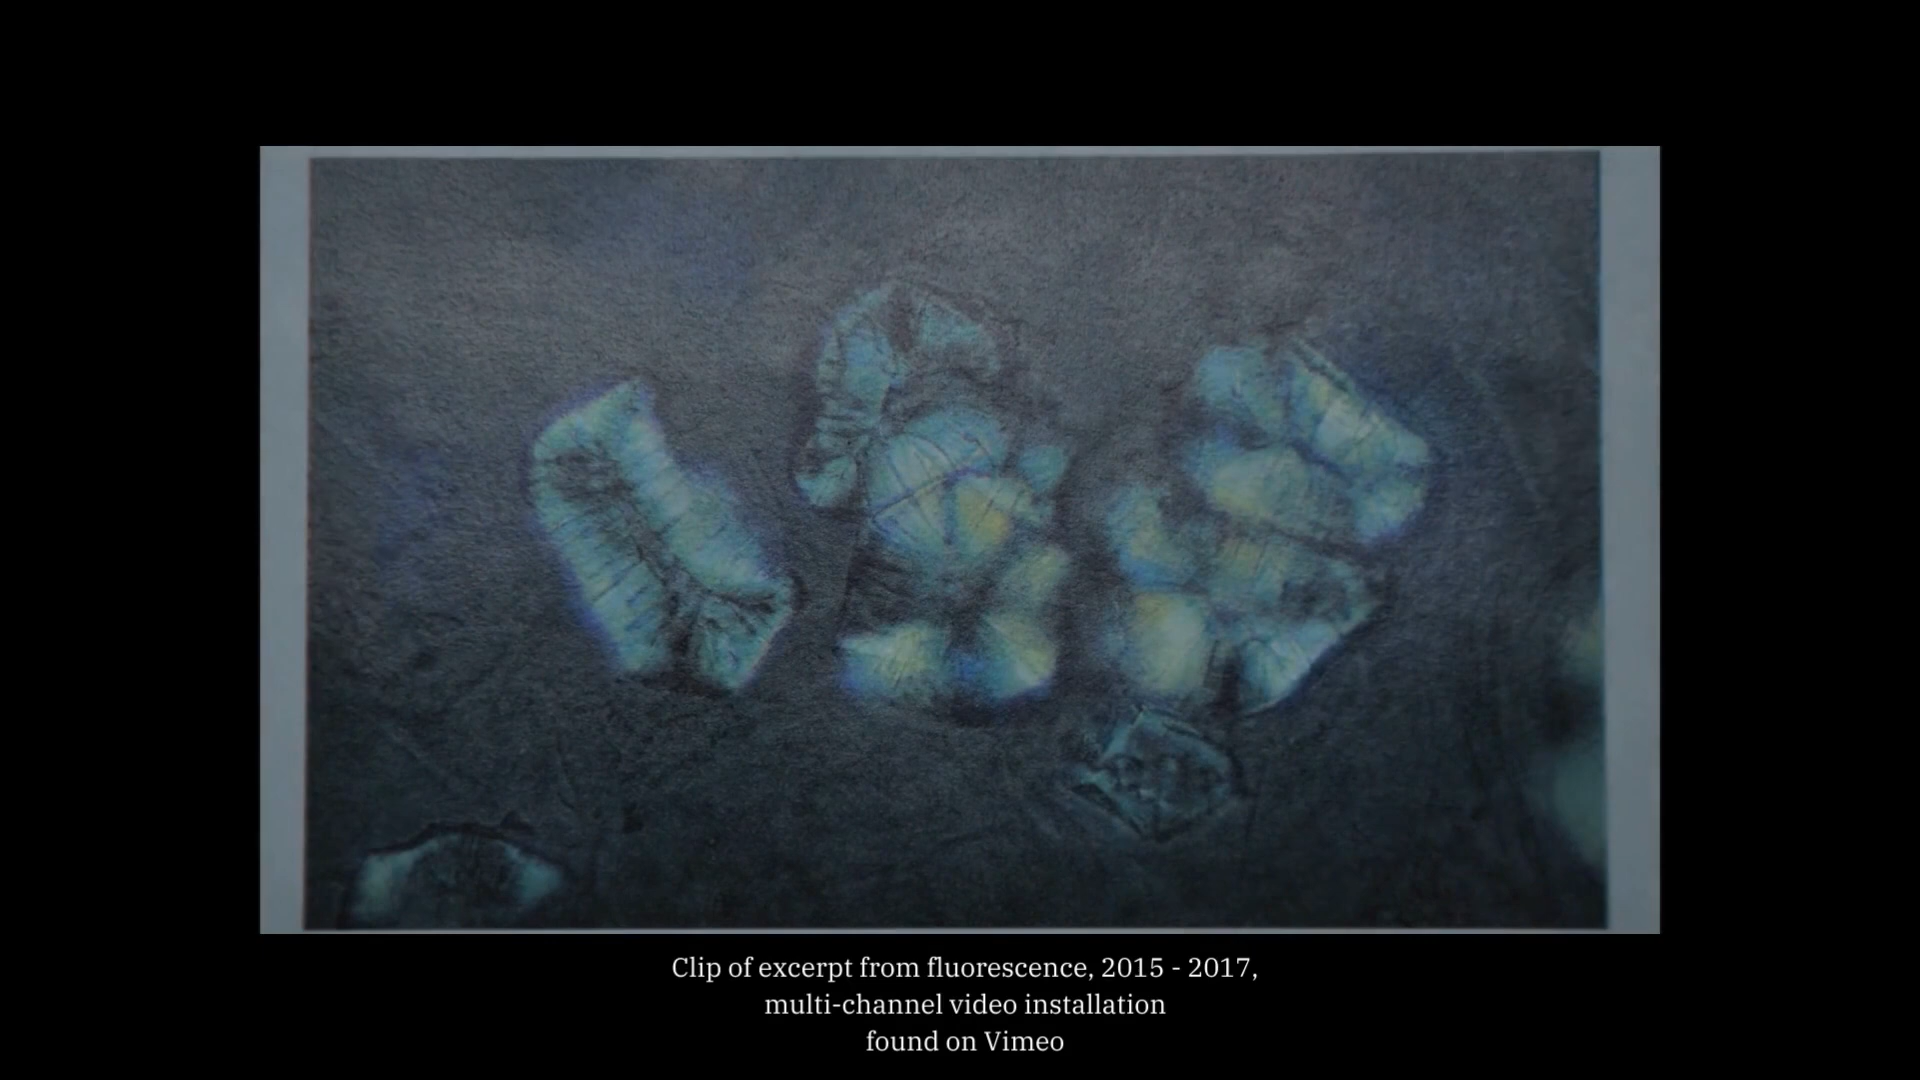 Clip of excerpt from fluorescence, 2015 - 2017,
multi-channel video installation
found on Vimeo